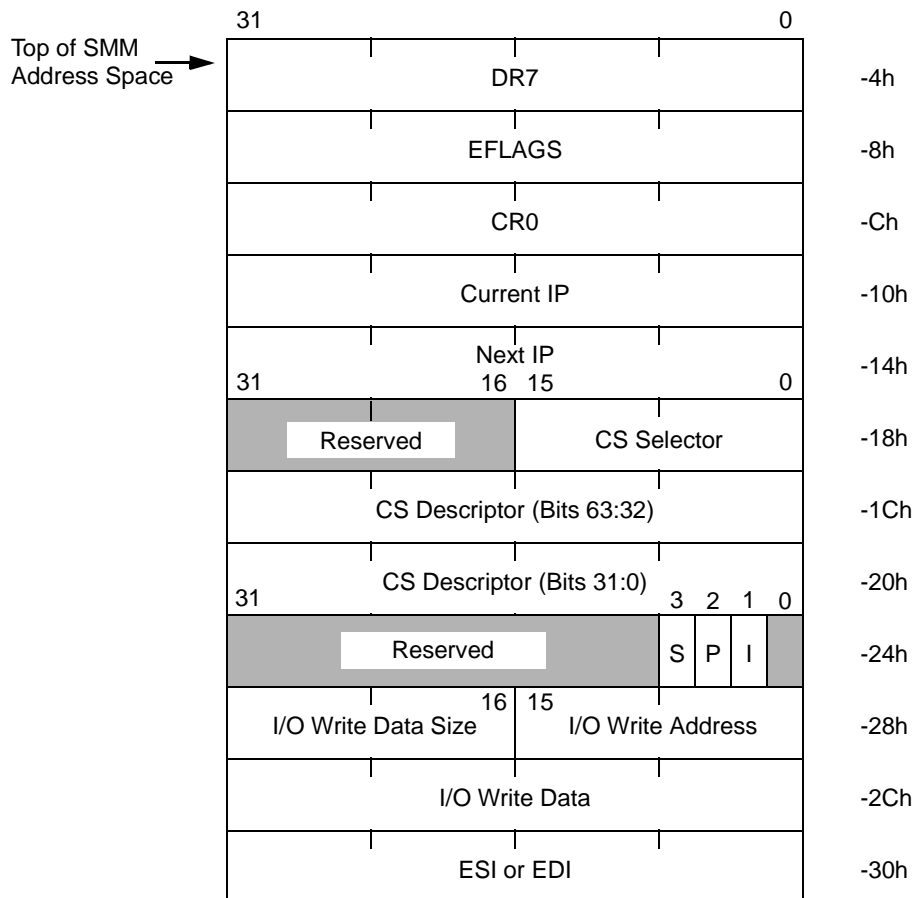 31 0
Top of SMM
Address Space
DR7 -4h
EFLAGS -8h
CR0 -Ch
Current IP -10h
Next IP -14h
31 16 15 0
Reserved CS Selector -18h
CS Descriptor (Bits 63:32) -1Ch
CS Descriptor (Bits 31:0) -20h
31 3 2 1 0
Reserved S P I -24h
16 15
I/O Write Data Size I/O Write Address -28h
I/O Write Data -2Ch
ESI or EDI -30h